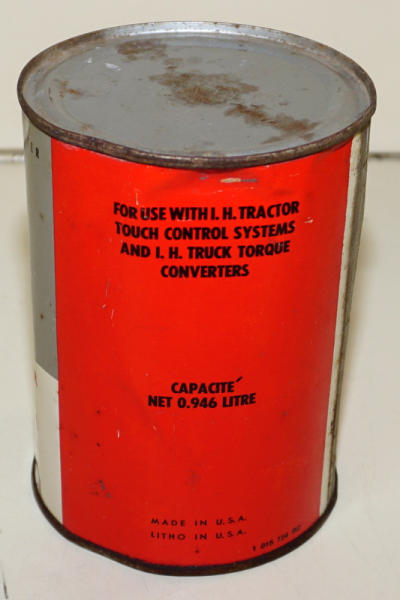 FOR USE WITH I. H. TRACTOR
TOUCH CONTROL SYSTEMS
AND I. H. TRUCK TORQUE
CONVERTERS
CAPACITÉ
NET 0.946 LITRE
MADE IN U.S.A.
LITHO IN U.S.A.